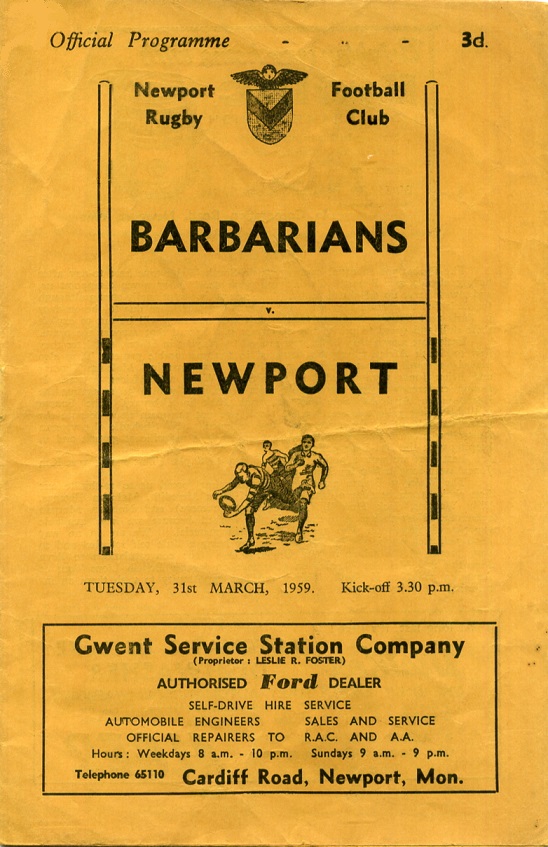 Official Programme - - - 3d.
Newport Football
Rugby Club
BARBARIANS
v.
NEWPORT
TUESDAY, 31st MARCH, 1959. Kick-off 3.30 p.m.
Gwent Service Station Company
(Proprietor : LESLIE R. FOSTER)
AUTHORISED Ford DEALER
SELF-DRIVE HIRE SERVICE
AUTOMOBILE ENGINEERS SALES AND SERVICE
OFFICIAL REPAIRERS TO R.A.C. AND A.A.
Hours : Weekdays 8 a.m. - 10 p.m. Sundays 9 a.m. - 9 p.m.
Telephone 65110 Cardiff Road, Newport, Mon.